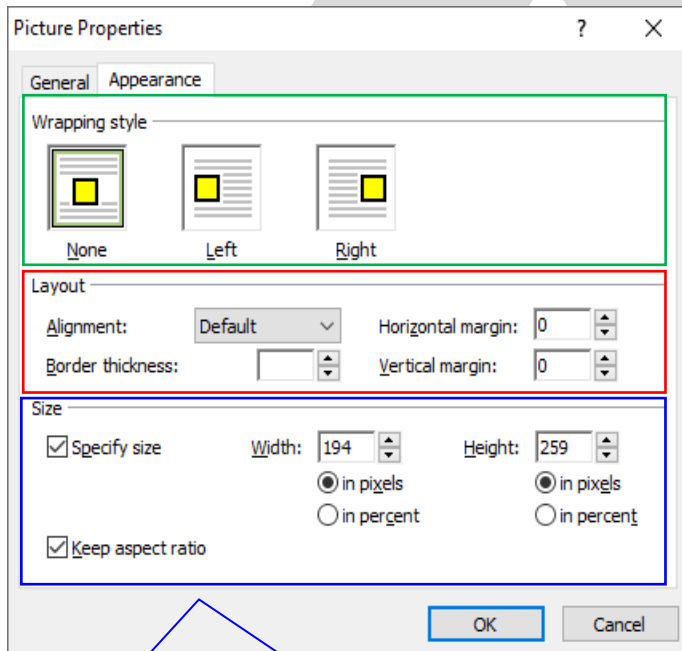 Picture Properties ? X
General Appearance
Wrapping style
None Left Right
Layout
Alignment: Default Horizontal margin: 0
Border thickness: Vertical margin: 0
Size
Specify size Width: 194 Height: 259
in pixels in pixels
in percent in percent
Keep aspect ratio
OK Cancel